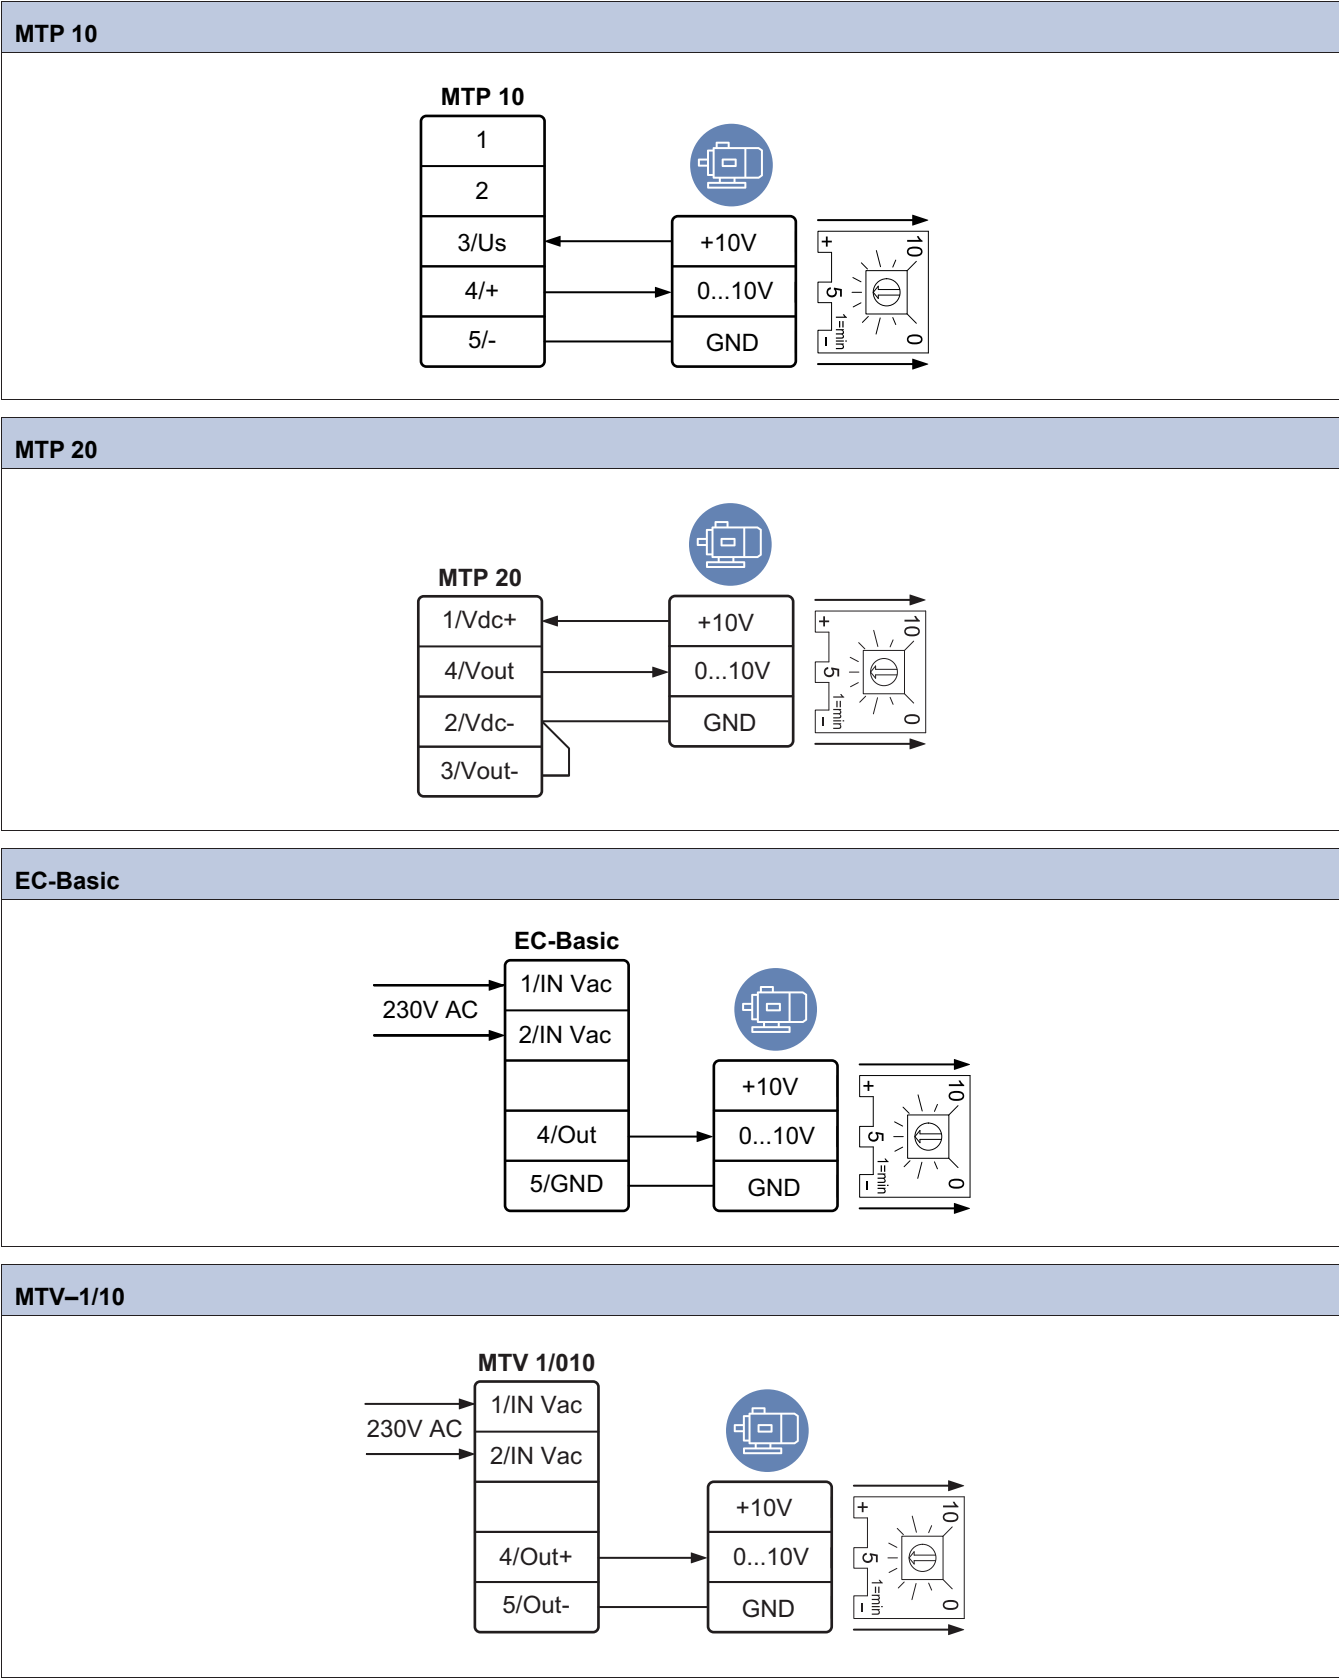 MTP 10
MTP 10
1
2
3/Us
+10V
4/+
0...10V
5/-
GND
+
10
5
1=min
-
0
MTP 20
MTP 20
1/Vdc+
+10V
4/Vout
0...10V
2/Vdc-
GND
3/Vout-
+
10
5
1=min
-
0
EC-Basic
EC-Basic
230V AC
1/IN Vac
2/IN Vac
+10V
4/Out
0...10V
5/GND
GND
+
10
5
1=min
-
0
MTV–1/10
MTV 1/010
230V AC
1/IN Vac
2/IN Vac
+10V
4/Out+
0...10V
5/Out-
GND
+
10
5
1=min
-
0